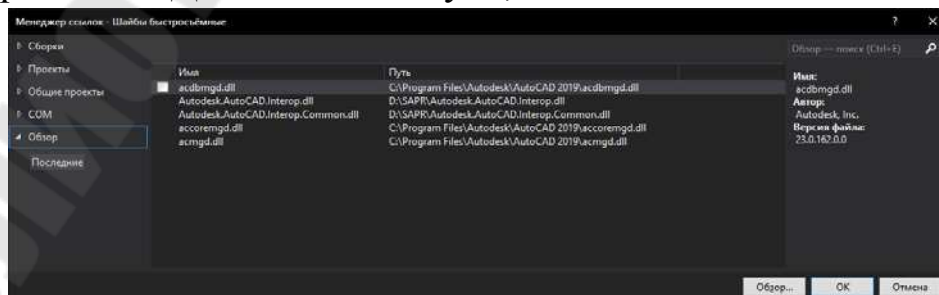 Менеджер ссылок - Шайбы быстросъёмные
? ×
Сборки
Проекты
Общие проекты
COM
Обзор
Последние
Имя Путь
acdbmgd.dll C:\Program Files\Autodesk\AutoCAD 2019\acdbmgd.dll
Autodesk.AutoCAD.Interop.dll D:\SAPR\Autodesk.AutoCAD.Interop.dll
Autodesk.AutoCAD.Interop.Common.dll D:\SAPR\Autodesk.AutoCAD.Interop.Common.dll
accoremgd.dll C:\Program Files\Autodesk\AutoCAD 2019\accoremgd.dll
acmgd.dll C:\Program Files\Autodesk\AutoCAD 2019\acmgd.dll
Обзор — поиск (Ctrl+E)
Имя:
acdbmgd.dll
Автор:
Autodesk, Inc.
Версия файла:
23.0.162.0.0
Обзор... OK Отмена